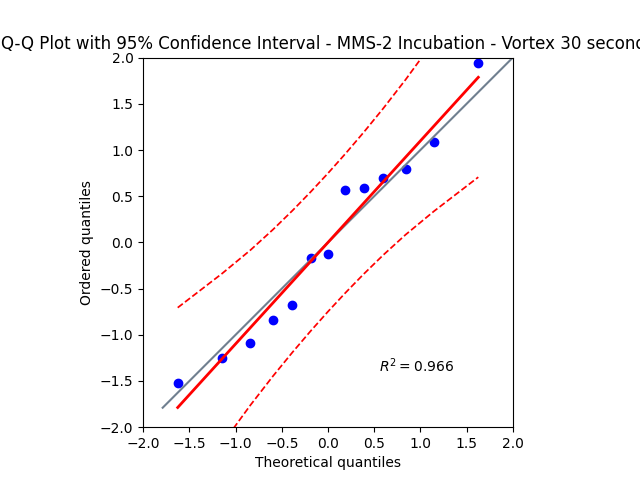 Q-Q Plot with 95% Confidence Interval - MMS-2 Incubation - Vortex 30 secon
2.0
1.5
1.0
0.5
0.0
−0.5
−1.0
−1.5
−2.0
Ordered quantiles
R² = 0.966
−2.0 −1.5 −1.0 −0.5 0.0 0.5 1.0 1.5 2.0
Theoretical quantiles